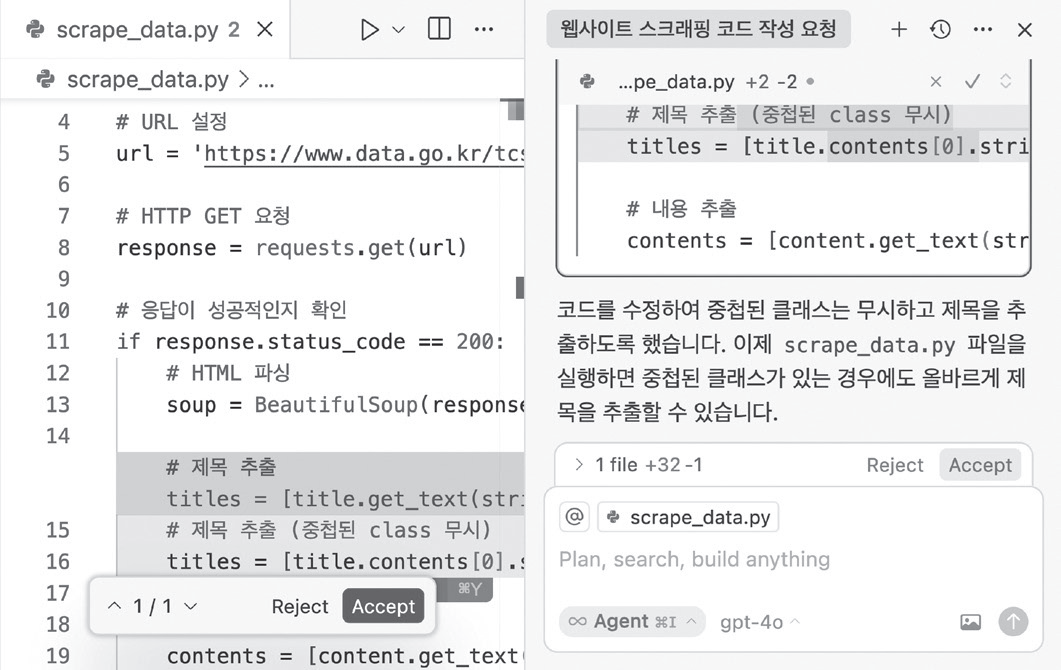 scrape_data.py 2
scrape_data.py > ...
4 # URL 설정
5 url = 'https://www.data.go.kr/tcs
6
7 # HTTP GET 요청
8 response = requests.get(url)
9
10 # 응답이 성공적인지 확인
11 if response.status_code == 200:
12 # HTML 파싱
13 soup = BeautifulSoup(response
14
# 제목 추출
titles = [title.get_text(stri
15 # 제목 추출 (중첩된 class 무시)
16 titles = [title.contents[0].s
17
⌘Y
1 / 1 Reject Accept
18
19 contents = [content.get_text(
웹사이트 스크래핑 코드 작성 요청
...pe_data.py +2 -2
# 제목 추출 (중첩된 class 무시)
titles = [title.contents[0].stri
# 내용 추출
contents = [content.get_text(str
코드를 수정하여 중첩된 클래스는 무시하고 제목을 추
출하도록 했습니다. 이제 scrape_data.py 파일을
실행하면 중첩된 클래스가 있는 경우에도 올바르게 제
목을 추출할 수 있습니다.
> 1 file +32 -1 Reject Accept
@ scrape_data.py
Plan, search, build anything
∞ Agent ⌘I gpt-4o